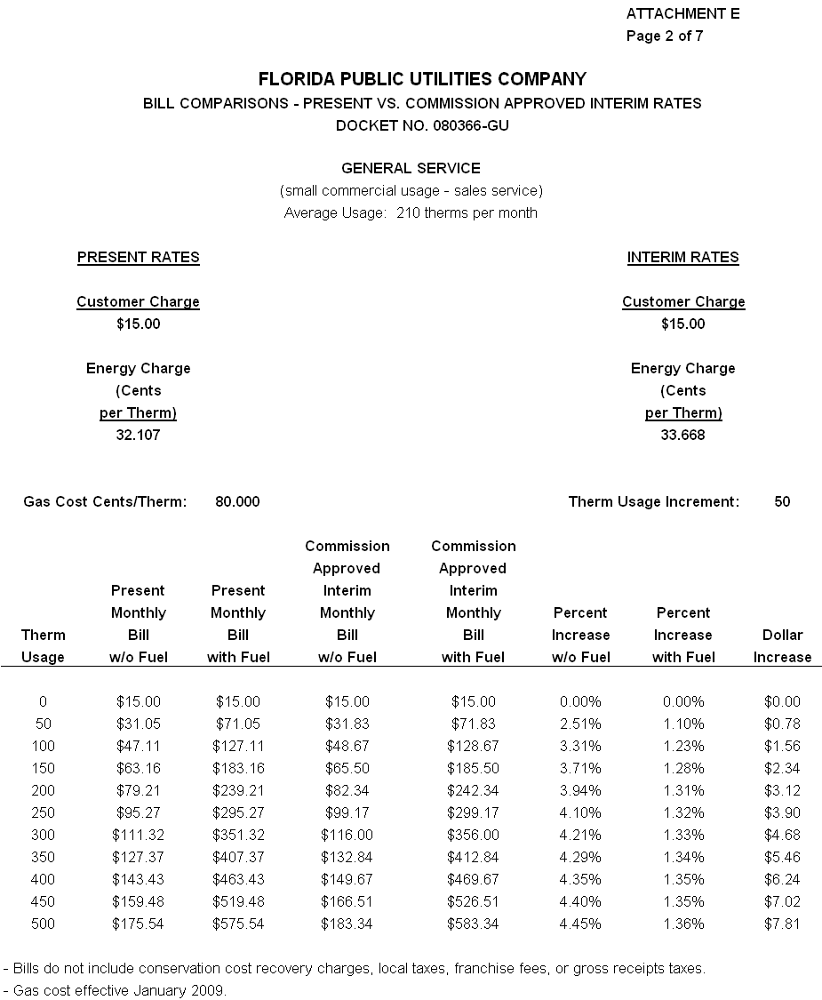 ATTACHMENT E
Page 2 of 7
FLORIDA PUBLIC UTILITIES COMPANY
BILL COMPARISONS - PRESENT VS. COMMISSION APPROVED INTERIM RATES
DOCKET NO. 080366-GU
GENERAL SERVICE
(small commercial usage - sales service)
Average Usage: 210 therms per month
PRESENT RATES INTERIM RATES
Customer Charge Customer Charge
$15.00 $15.00
Energy Charge Energy Charge
(Cents (Cents
per Therm) per Therm)
32.107 33.668
Gas Cost Cents/Therm: 80.000 Therm Usage Increment: 50
Commission Commission
Approved Approved
Present Present Interim Interim
Monthly Monthly Monthly Monthly Percent Percent
Therm Bill Bill Bill Bill Increase Increase Dollar
Usage w/o Fuel with Fuel w/o Fuel with Fuel w/o Fuel with Fuel Increase
0 $15.00 $15.00 $15.00 $15.00 0.00% 0.00% $0.00
50 $31.05 $71.05 $31.83 $71.83 2.51% 1.10% $0.78
100 $47.11 $127.11 $48.67 $128.67 3.31% 1.23% $1.56
150 $63.16 $183.16 $65.50 $185.50 3.71% 1.28% $2.34
200 $79.21 $239.21 $82.34 $242.34 3.94% 1.31% $3.12
250 $95.27 $295.27 $99.17 $299.17 4.10% 1.32% $3.90
300 $111.32 $351.32 $116.00 $356.00 4.21% 1.33% $4.68
350 $127.37 $407.37 $132.84 $412.84 4.29% 1.34% $5.46
400 $143.43 $463.43 $149.67 $469.67 4.35% 1.35% $6.24
450 $159.48 $519.48 $166.51 $526.51 4.40% 1.35% $7.02
500 $175.54 $575.54 $183.34 $583.34 4.45% 1.36% $7.81
- Bills do not include conservation cost recovery charges, local taxes, franchise fees, or gross receipts taxes.
- Gas cost effective January 2009.